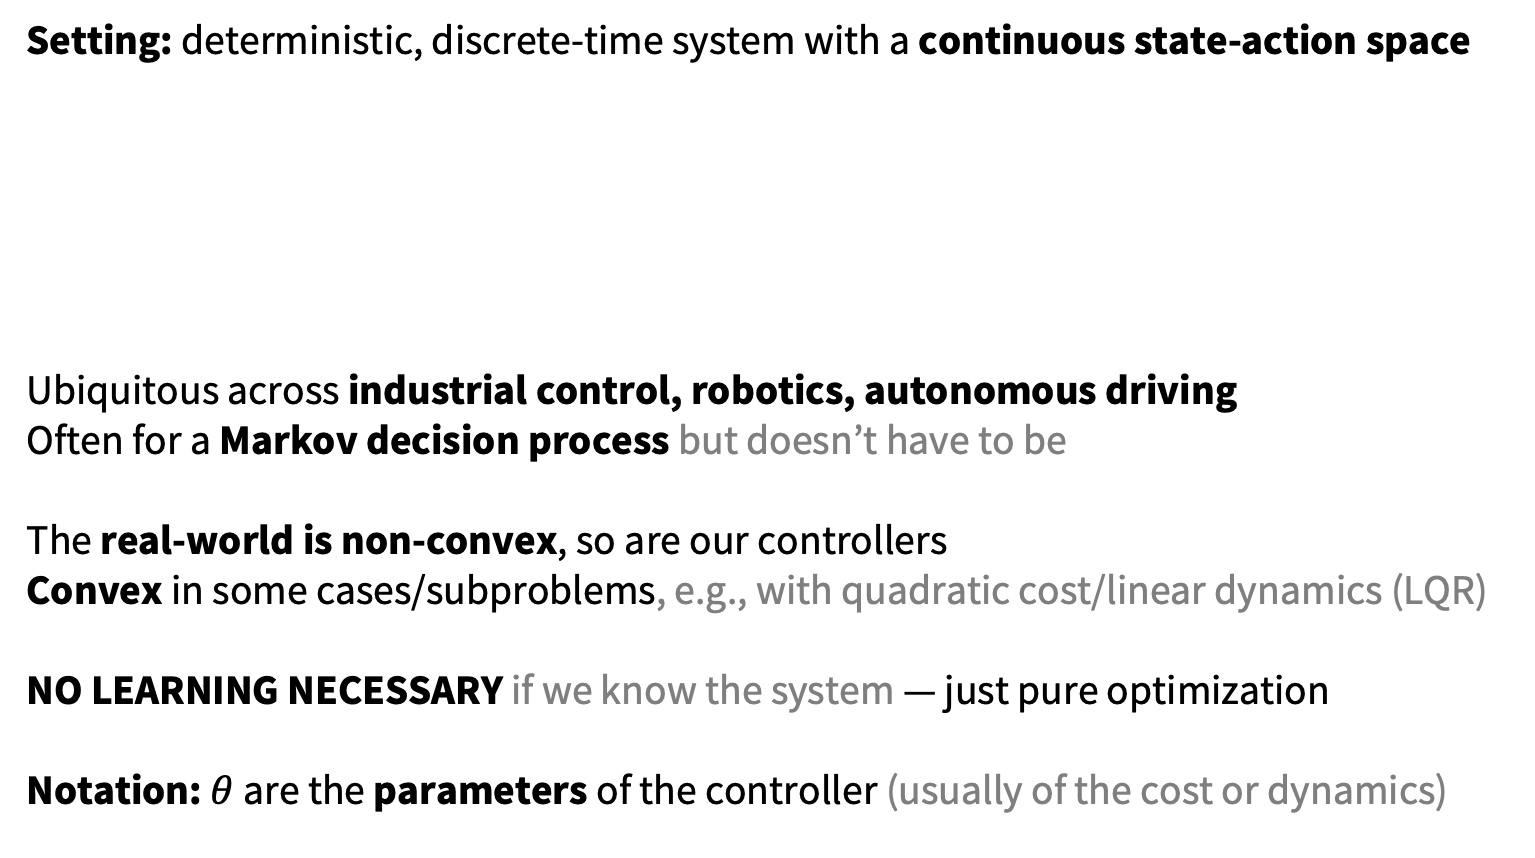 Setting: deterministic, discrete-time system with a continuous state-action space
Ubiquitous across industrial control, robotics, autonomous driving
Often for a Markov decision process but doesn’t have to be
The real-world is non-convex, so are our controllers
Convex in some cases/subproblems, e.g., with quadratic cost/linear dynamics (LQR)
NO LEARNING NECESSARY if we know the system — just pure optimization
Notation: θ are the parameters of the controller (usually of the cost or dynamics)